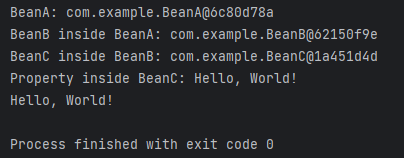 BeanA: com.example.BeanA@6c80d78a
BeanB inside BeanA: com.example.BeanB@62150f9e
BeanC inside BeanB: com.example.BeanC@1a451d4d
Property inside BeanC: Hello, World!
Hello, World!
Process finished with exit code 0